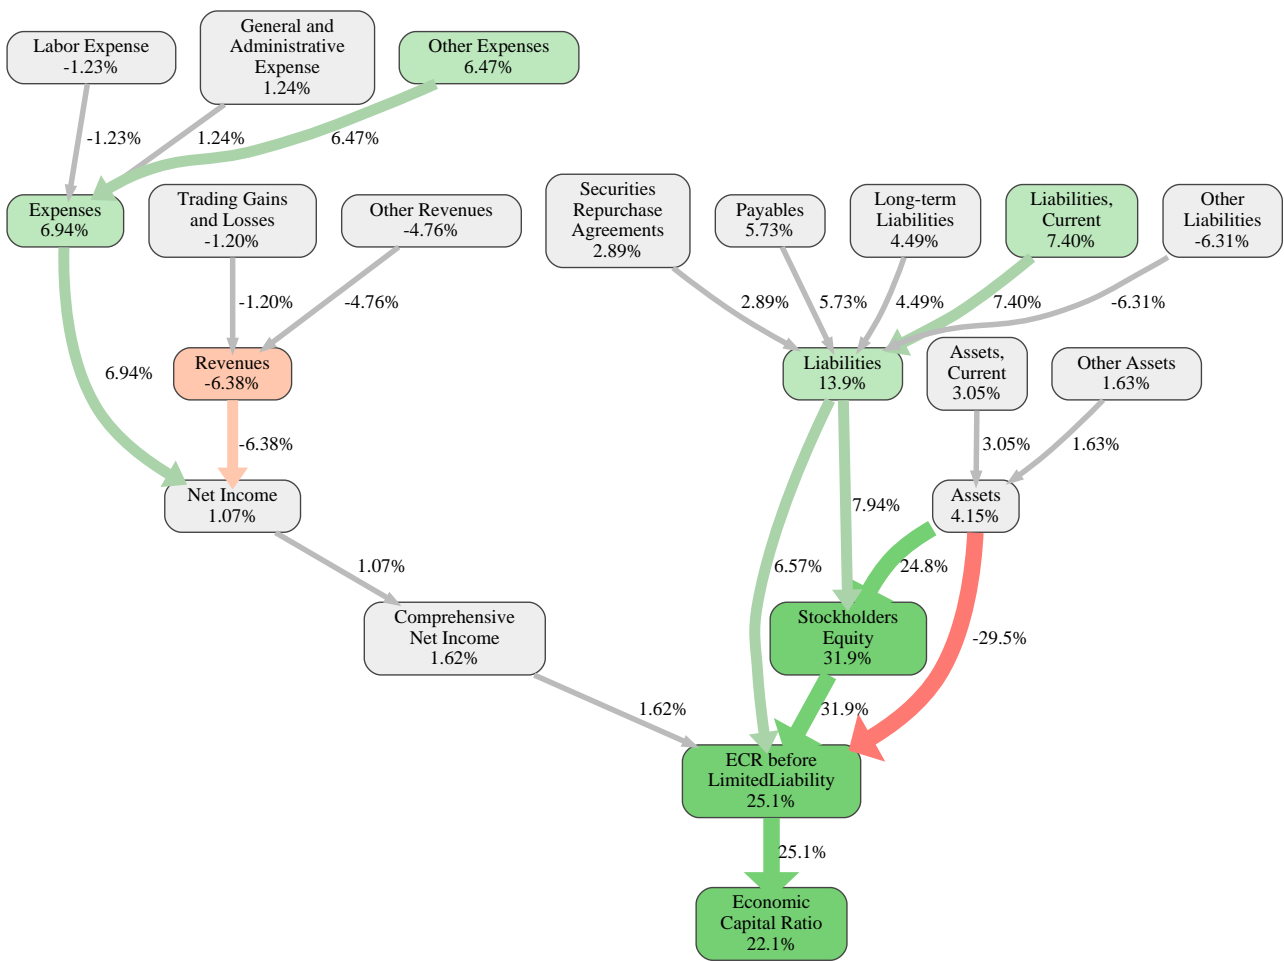 Labor Expense
-1.23%
General and
Administrative
Expense
1.24%
Other Expenses
6.47%
-1.23%
1.24%
6.47%
Expenses
6.94%
Trading Gains
and Losses
-1.20%
Other Revenues
-4.76%
Securities
Repurchase
Agreements
2.89%
Payables
5.73%
Long-term
Liabilities
4.49%
Liabilities,
Current
7.40%
Other
Liabilities
-6.31%
-1.20%
-4.76%
2.89%
5.73%
4.49%
7.40%
-6.31%
6.94%
Revenues
-6.38%
Liabilities
13.9%
Assets,
Current
3.05%
Other Assets
1.63%
-6.38%
3.05%
1.63%
Net Income
1.07%
7.94%
Assets
4.15%
1.07%
6.57%
24.8%
Comprehensive
Net Income
1.62%
Stockholders
Equity
31.9%
-29.5%
1.62%
31.9%
ECR before
LimitedLiability
25.1%
25.1%
Economic
Capital Ratio
22.1%